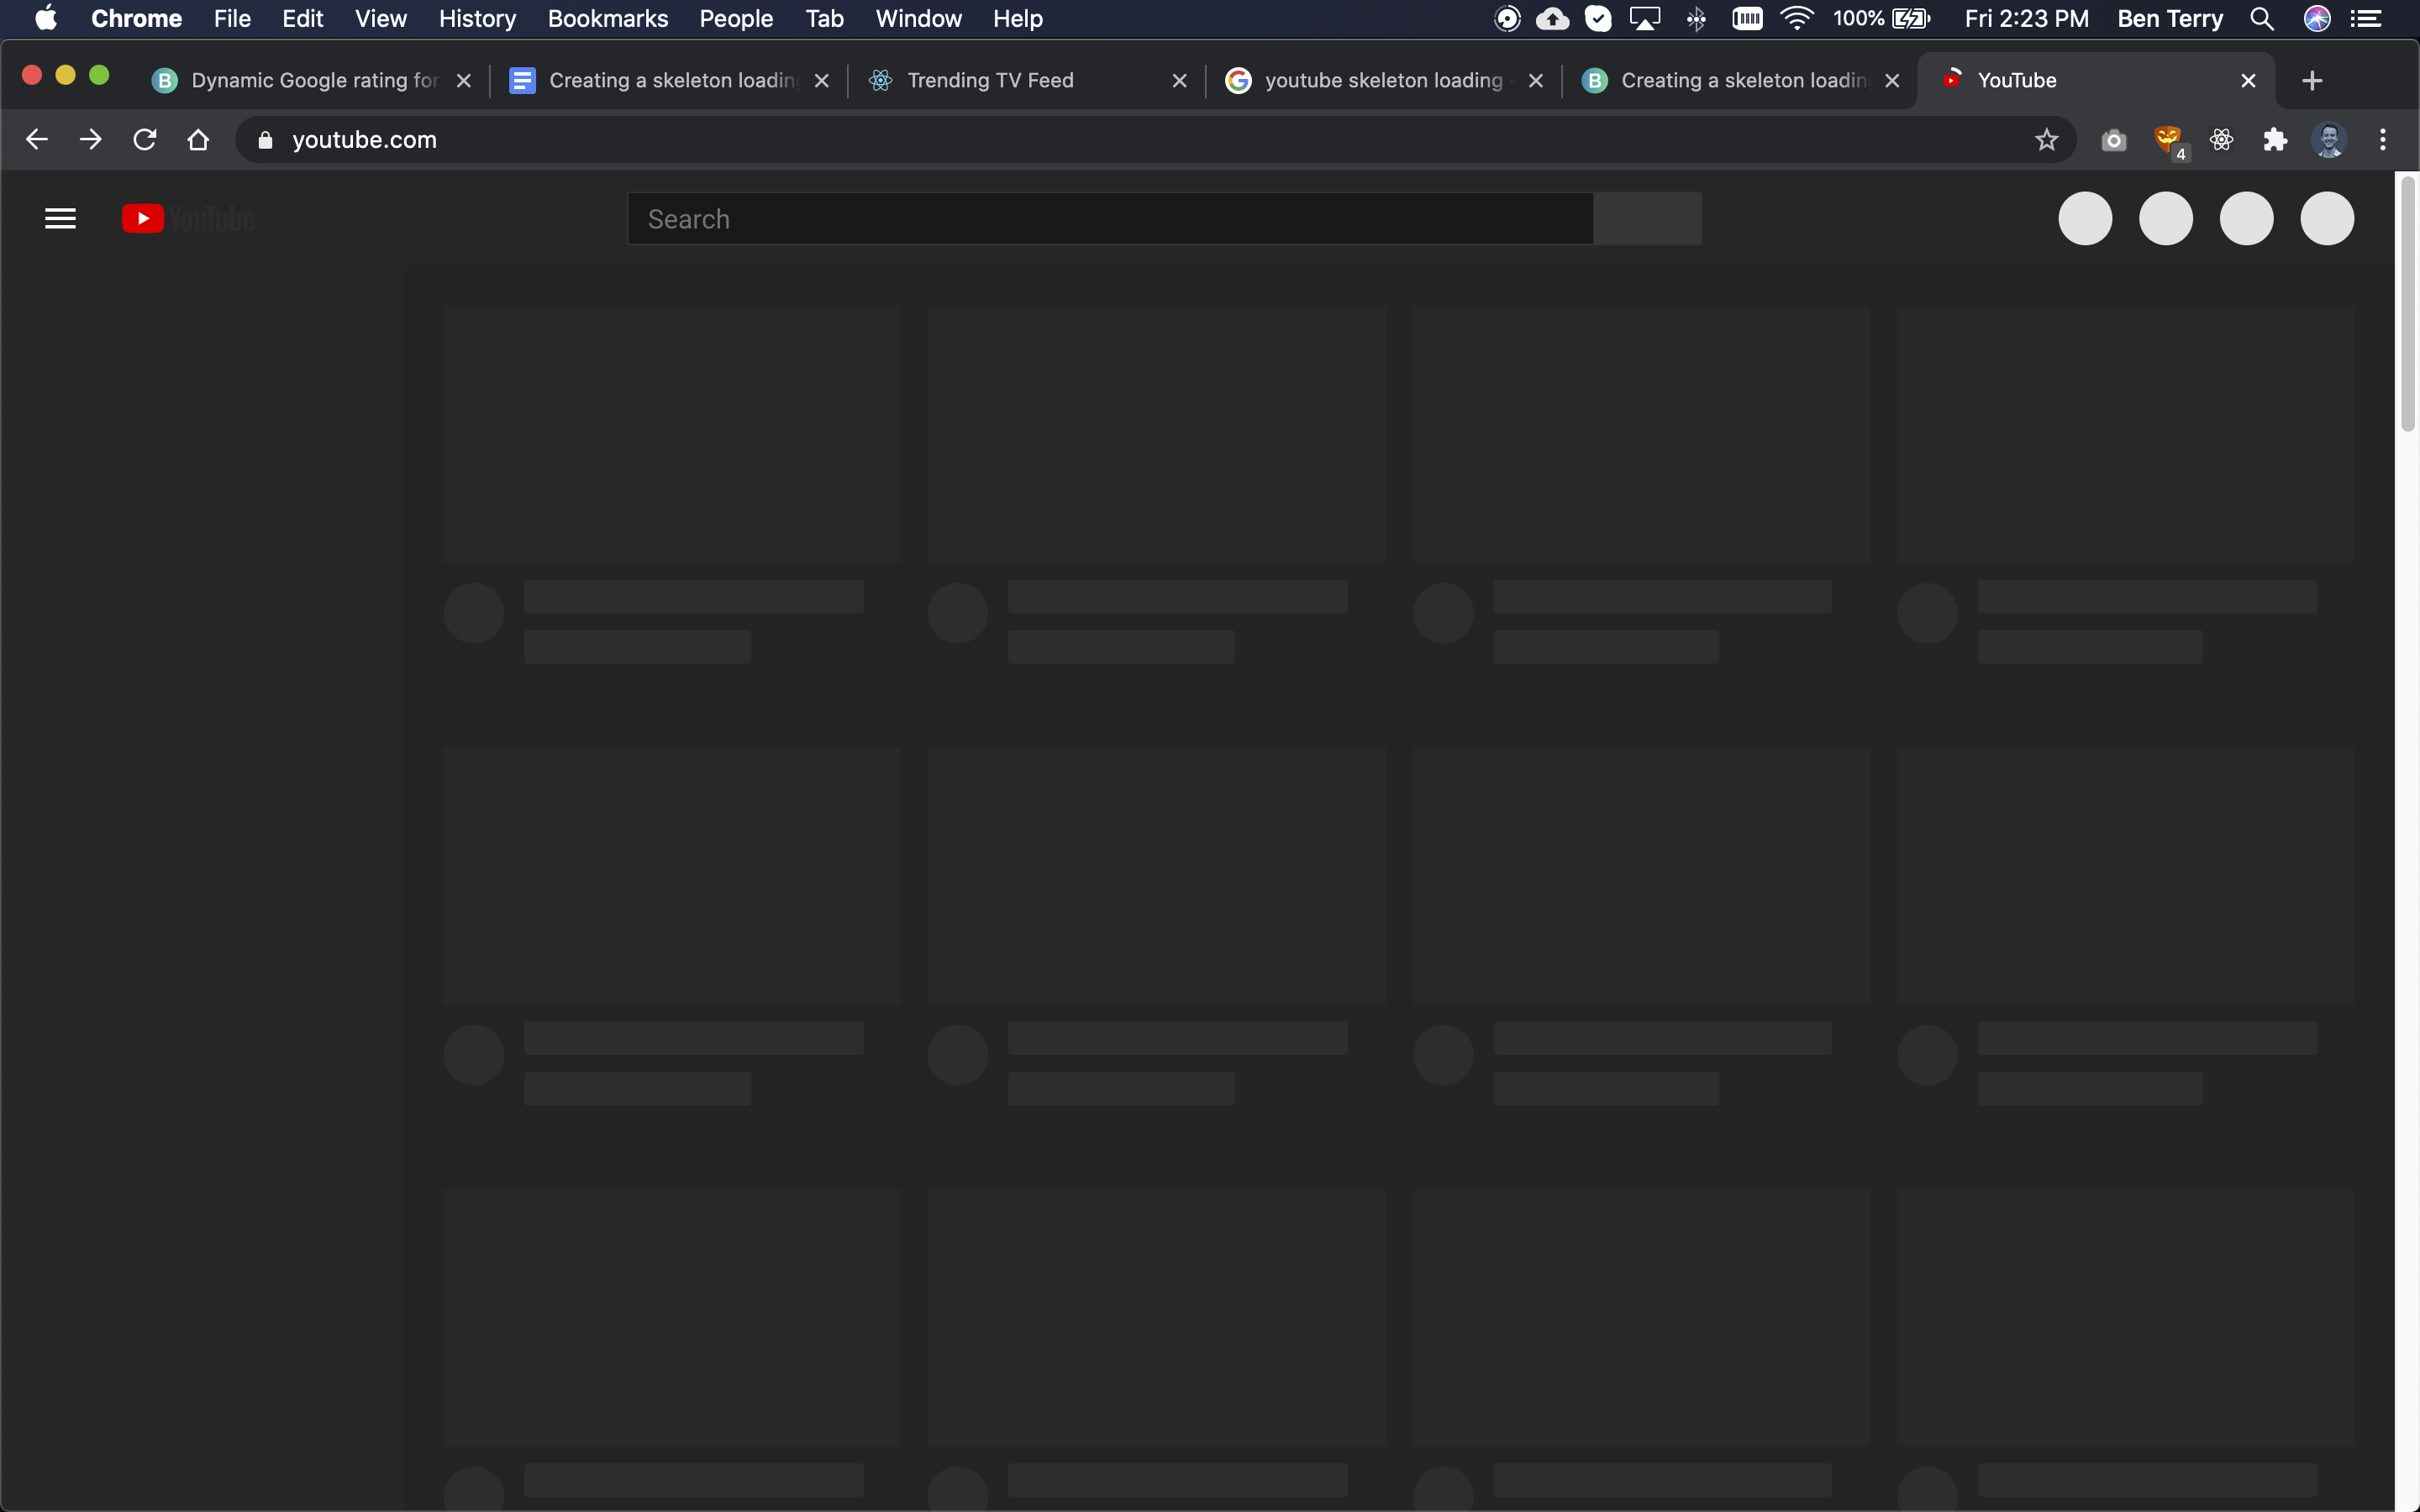 Chrome File Edit View History Bookmarks People Tab Window Help 100% Fri 2:23 PM Ben Terry
B Dynamic Google rating for Creating a skeleton loading Trending TV Feed youtube skeleton loading B Creating a skeleton loadin YouTube
youtube.com 4
YouTube Search